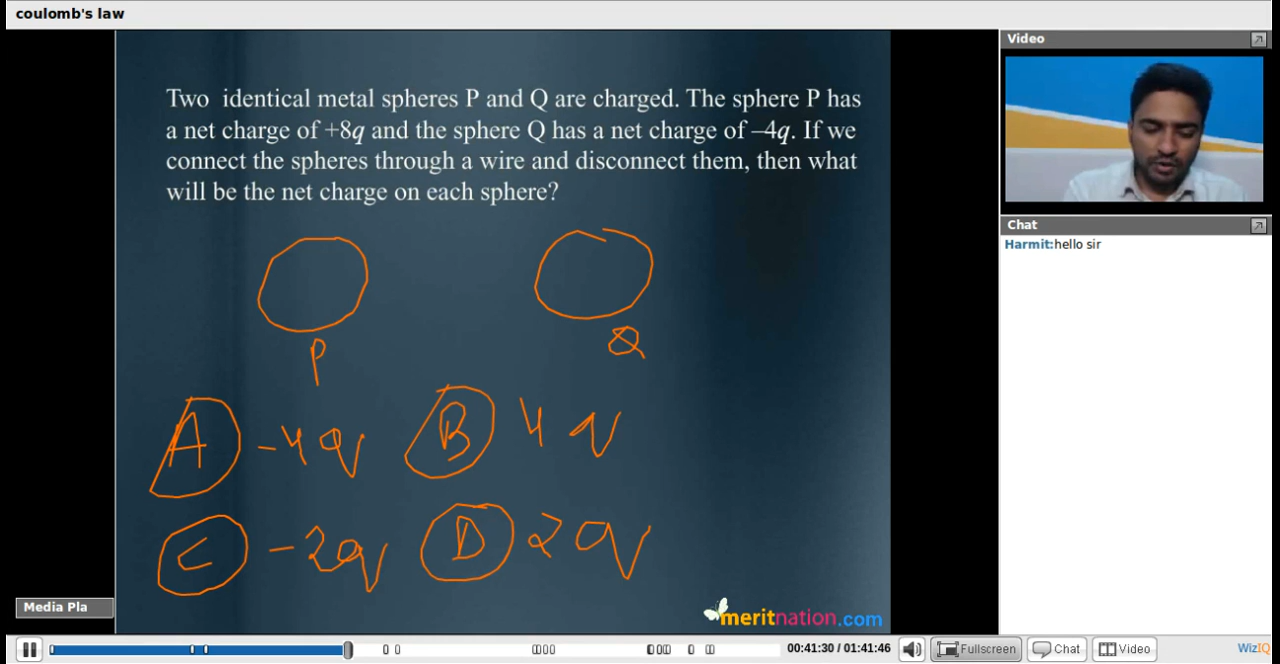 coulomb's law
Two identical metal spheres P and Q are charged. The sphere P has
a net charge of +8q and the sphere Q has a net charge of –4q. If we
connect the spheres through a wire and disconnect them, then what
will be the net charge on each sphere?
P
Q
A -4q B 4q
C -2q D 2q
Media Pla
meritnation.com
Video
Chat
Harmit:hello sir
00:41:30 / 01:41:46
Fullscreen
Chat
Video
WizIQ